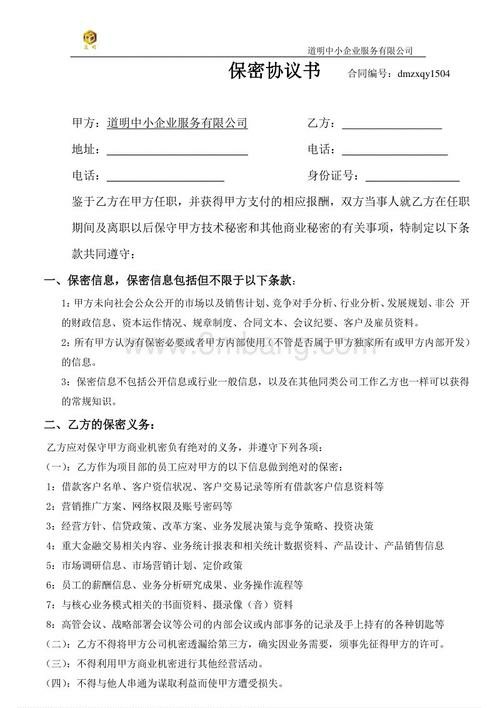 道明中小企业服务有限公司
保密协议书 合同编号：dmzxqy1504
甲方：道明中小企业服务有限公司 乙方：
地址： 电话：
电话： 身份证号：
鉴于乙方在甲方任职，并获得甲方支付的相应报酬，双方当事人就乙方在任职
期间及离职以后保守甲方技术秘密和其他商业秘密的有关事项，特制定以下条
款共同遵守：
一、保密信息，保密信息包括但不限于以下条款：
1：甲方未向社会公众公开的市场以及销售计划、竞争对手分析、行业分析、发展规划、非公 开
的财政信息、资本运作情况、规章制度、合同文本、会议纪要、客户及雇员资料。
2：所有甲方认为有保密必要或者甲方内部使用（不管是否属于甲方独家所有或甲方内部开发）
的信息。
3：保密信息不包括公开信息或行业一般信息，以及在其他同类公司工作乙方也一样可以获得
的常规知识。
二、乙方的保密义务：
乙方应对保守甲方商业机密负有绝对的义务，并遵守下列各项：
（一）：乙方作为项目部的员工应对甲方的以下信息做到绝对的保密；
1：借款客户名单、客户资信状况、客户交易记录等所有借款客户信息资料等
2：营销推广方案、网络权限及账号密码等
3：经营方针、信贷政策、改革方案、业务发展决策与竞争策略、投资决策
4：重大金融交易相关内容、业务统计报表和相关统计数据资料、产品设计、产品销售信息
5：市场调研信息、市场营销计划、定价政策
6：员工的薪酬信息、业务分析研究成果、业务操作流程等
7：与核心业务模式相关的书面资料、摄录像（音）资料
8：高管会议、战略部署会议等公司的内部会议或内部事务的记录及手上持有的各种钥匙等
（二）：乙方不得将甲方公司机密透漏给第三方，确实因业务需要，须事先征得甲方的许可。
（三）：不得利用甲方商业机密进行其他经营活动。
（四）：不得与他人串通为谋取利益而使甲方遭受损失。